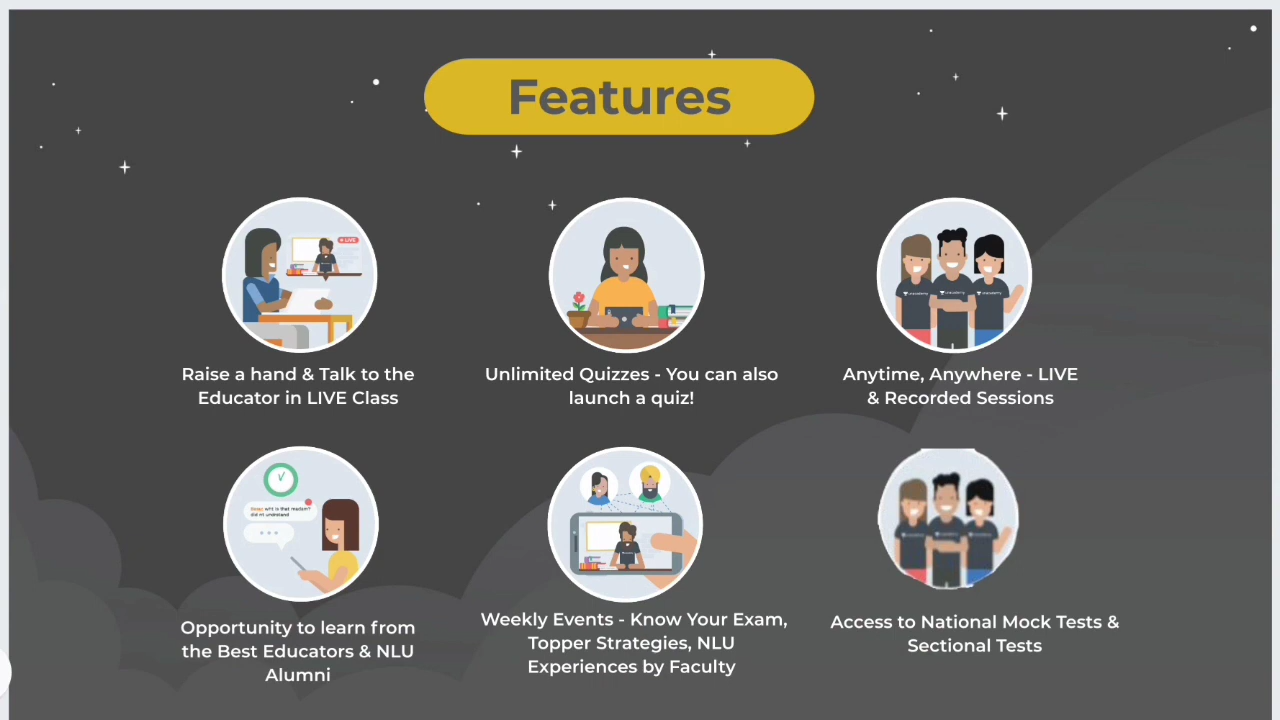 Features
LIVE
Raise a hand & Talk to the
Educator in LIVE Class
Unlimited Quizzes - You can also
launch a quiz!
Anytime, Anywhere - LIVE
& Recorded Sessions
Opportunity to learn from
the Best Educators & NLU
Alumni
Weekly Events - Know Your Exam,
Topper Strategies, NLU
Experiences by Faculty
Access to National Mock Tests &
Sectional Tests